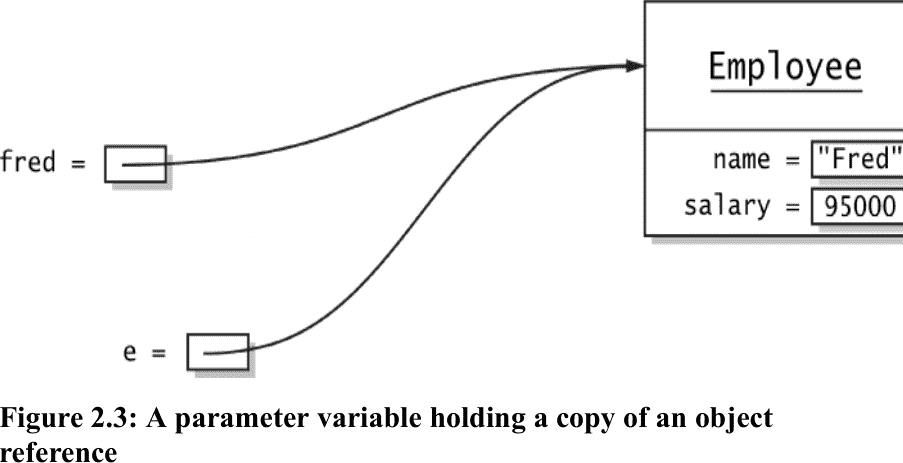 Employee
fred =
name = "Fred"
salary = 95000
e =
Figure 2.3: A parameter variable holding a copy of an object
reference